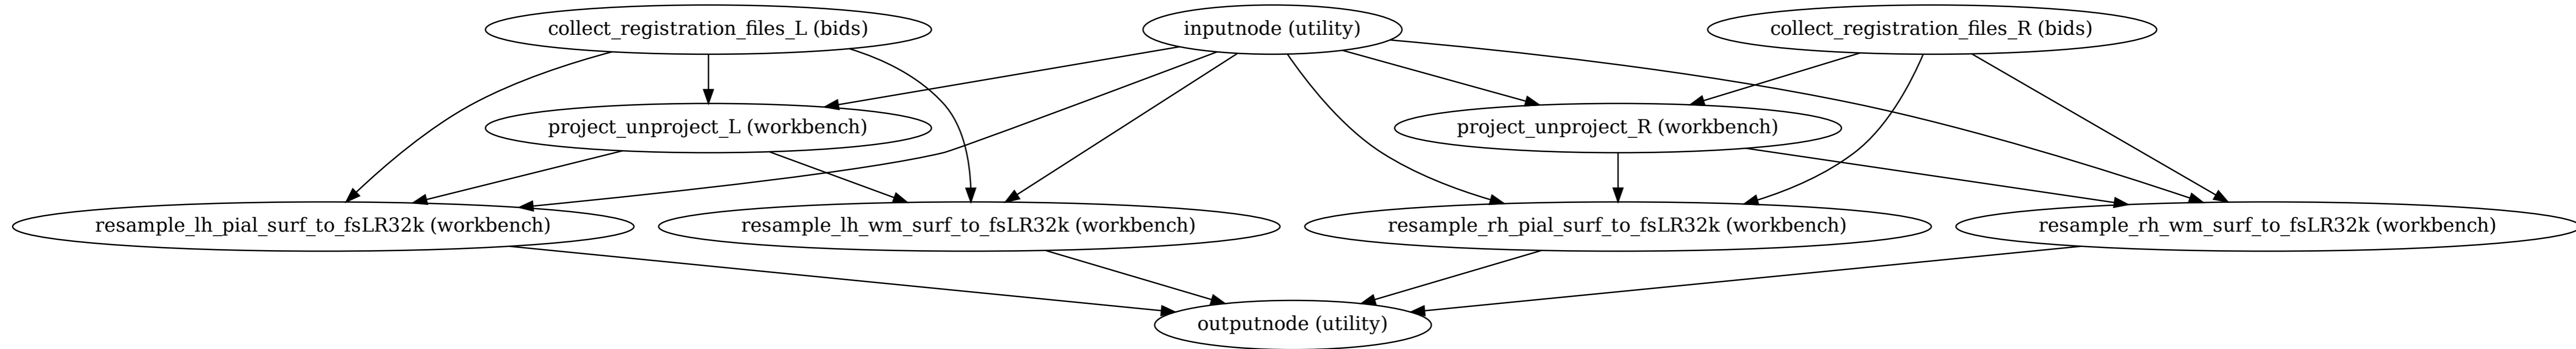 collect_registration_files_L (bids)
inputnode (utility)
collect_registration_files_R (bids)
project_unproject_L (workbench)
project_unproject_R (workbench)
resample_lh_pial_surf_to_fsLR32k (workbench)
resample_lh_wm_surf_to_fsLR32k (workbench)
resample_rh_pial_surf_to_fsLR32k (workbench)
resample_rh_wm_surf_to_fsLR32k (workbench)
outputnode (utility)